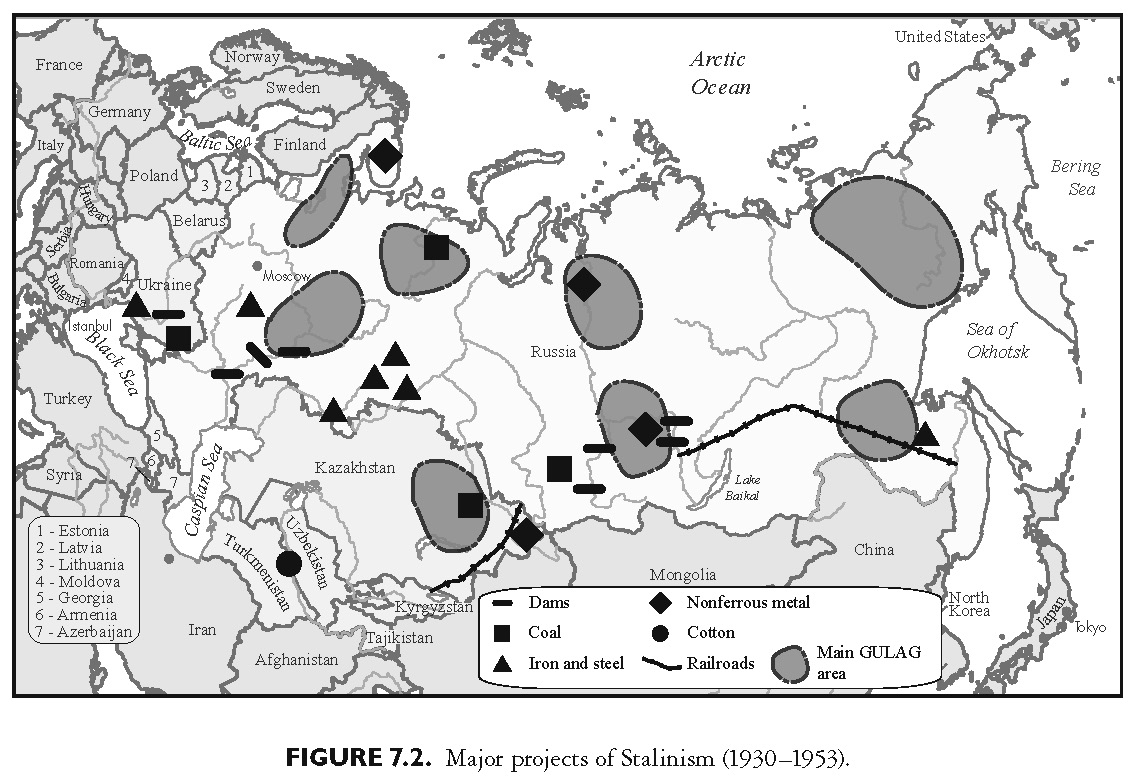 United States
Arctic
Ocean
Norway
France
Sweden
Germany
Baltic Sea
Finland
Italy
Poland
1
2
3
Bering
Sea
Hungary
Belarus
Serbia
Romania
Moscow
4
Ukraine
Bulgaria
Istanbul
Black Sea
Sea of
Okhotsk
Russia
Turkey
5
6
7
7
Syria
Caspian Sea
Kazakhstan
Lake
Baikal
1 - Estonia
2 - Latvia
3 - Lithuania
4 - Moldova
5 - Georgia
6 - Armenia
7 - Azerbaijan
Uzbekistan
Turkmenistan
China
Mongolia
Kyrgyzstan
North
Korea
Japan
Tokyo
Iran
Tajikistan
Afghanistan
Dams
Nonferrous metal
Coal
Cotton
Iron and steel
Railroads
Main GULAG
area
FIGURE 7.2. Major projects of Stalinism (1930–1953).